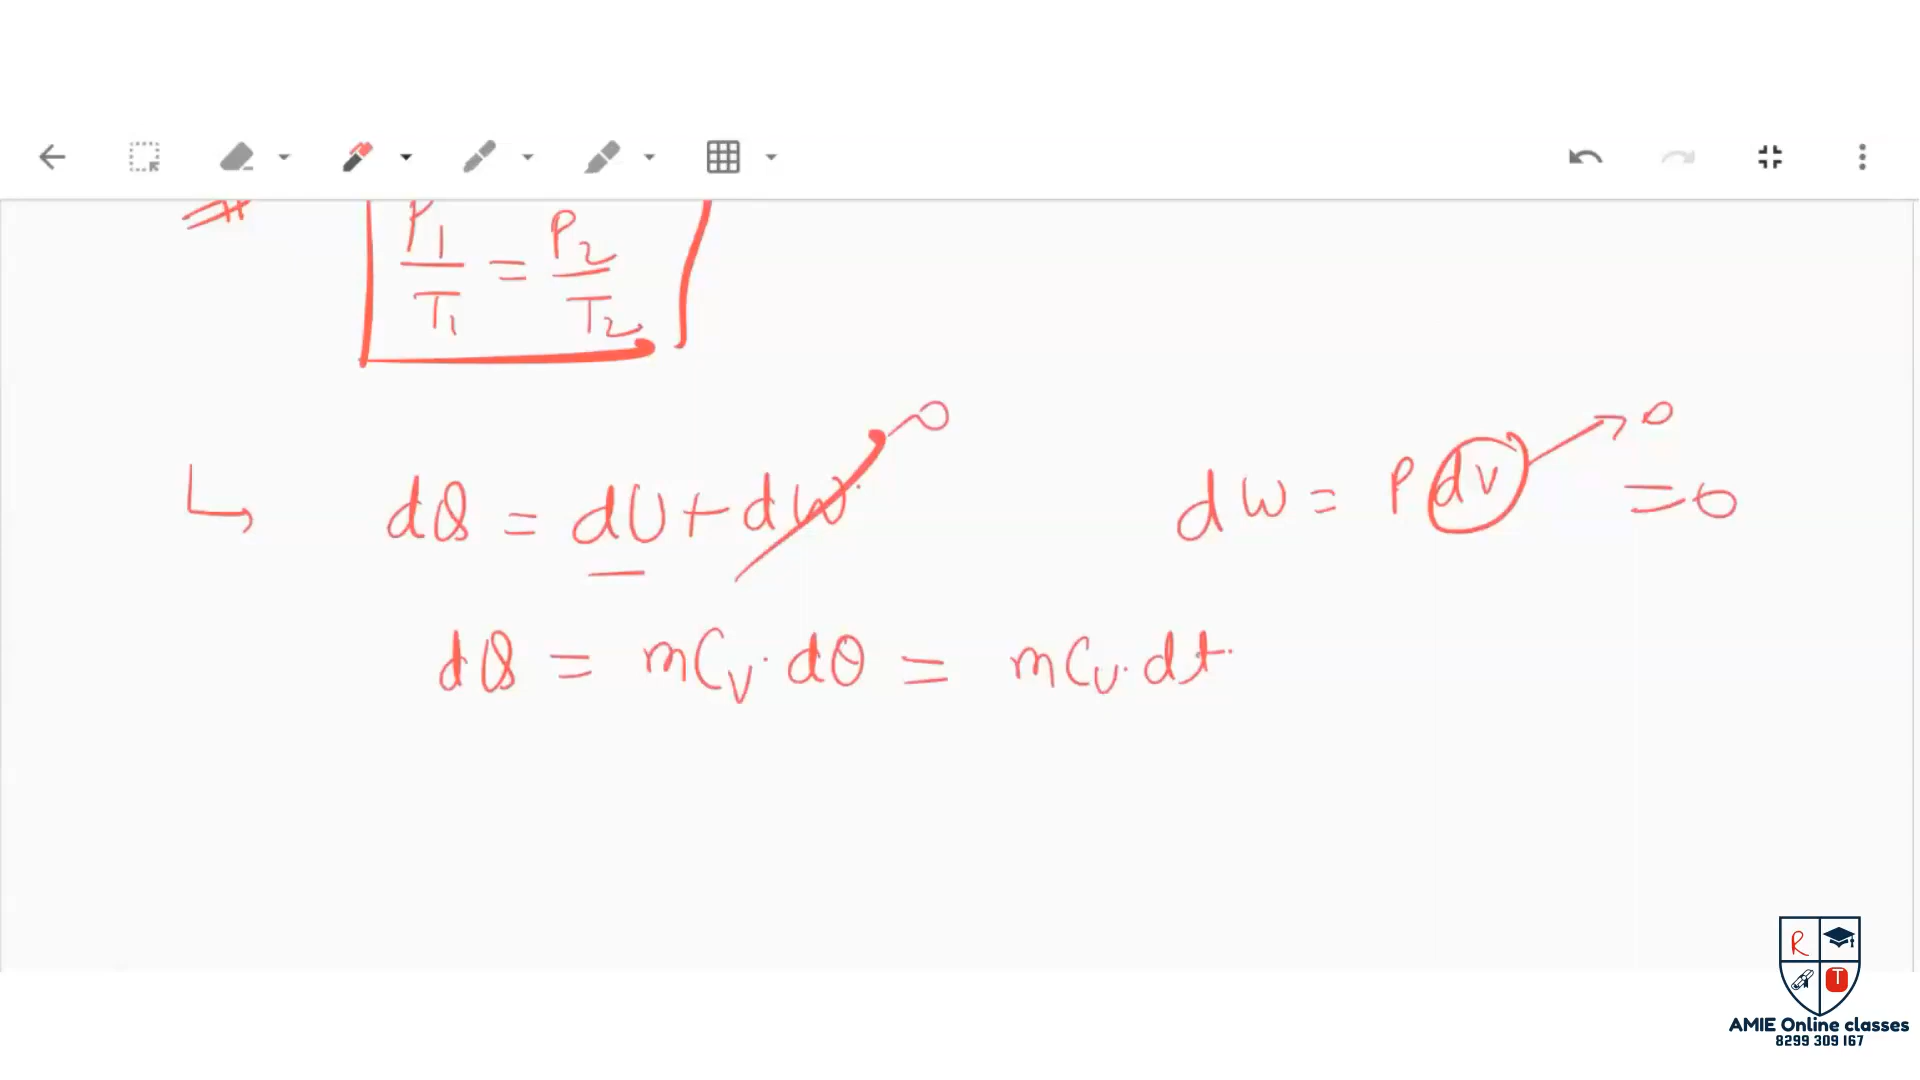 P1/T1 = P2/T2
dQ = dU + dW → 0
dW = P dV → 0 = 0
dQ = mCv · dθ = mCv · dt ·
R
T
AMIE Online classes
8299 309 167